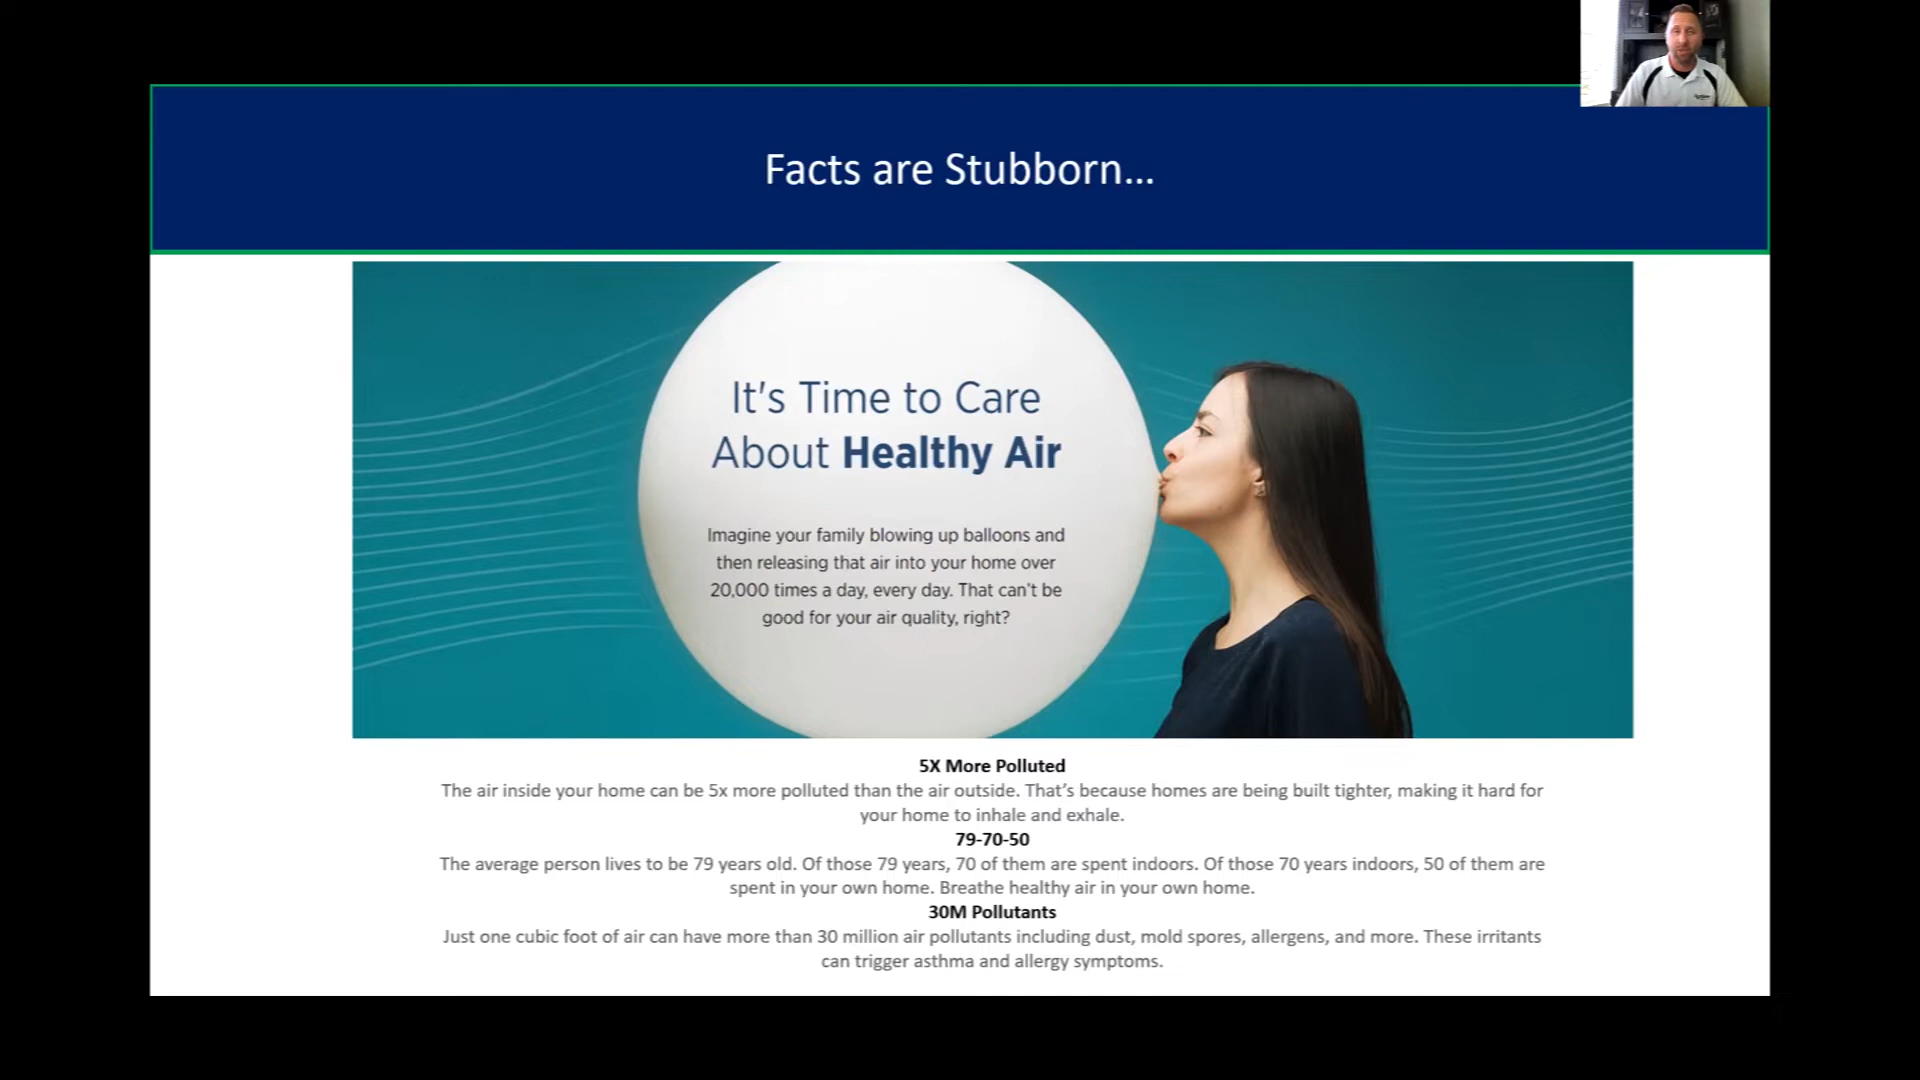 Facts are Stubborn...
It's Time to Care
About Healthy Air
Imagine your family blowing up balloons and
then releasing that air into your home over
20,000 times a day, every day. That can't be
good for your air quality, right?
5X More Polluted
The air inside your home can be 5x more polluted than the air outside. That’s because homes are being built tighter, making it hard for
your home to inhale and exhale.
79-70-50
The average person lives to be 79 years old. Of those 79 years, 70 of them are spent indoors. Of those 70 years indoors, 50 of them are
spent in your own home. Breathe healthy air in your own home.
30M Pollutants
Just one cubic foot of air can have more than 30 million air pollutants including dust, mold spores, allergens, and more. These irritants
can trigger asthma and allergy symptoms.